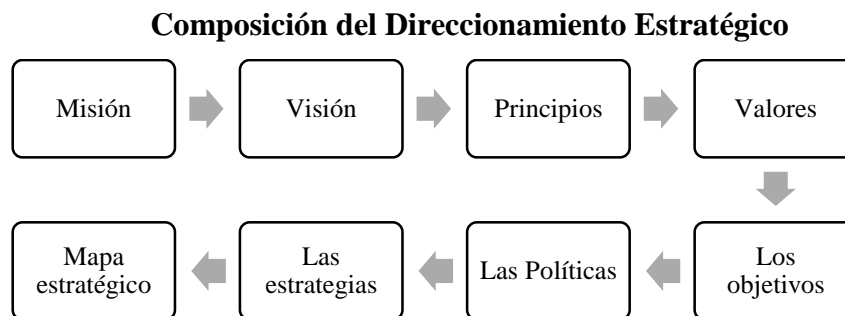 Composición del Direccionamiento Estratégico
Misión
Visión
Principios
Valores
Los
objetivos
Las Políticas
Las
estrategias
Mapa
estratégico